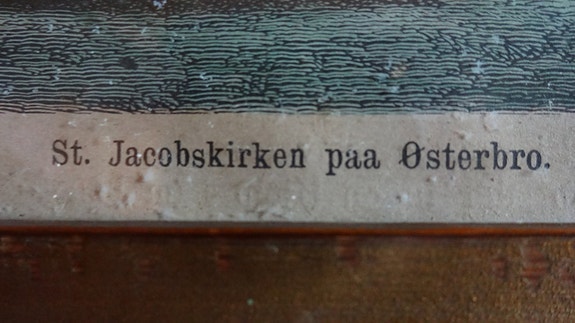 St. Jacobskirken paa Østerbro.